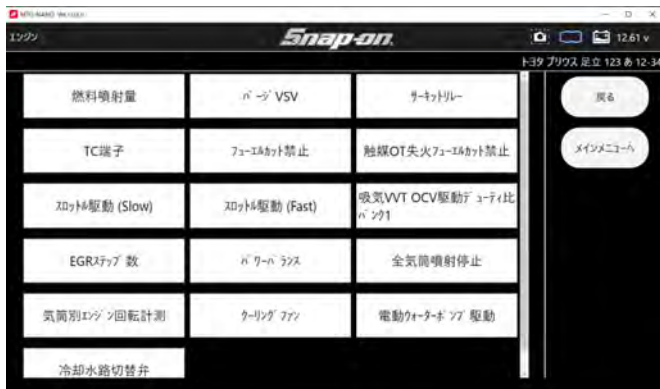 エンジン
Snap-on
12.61 v
トヨタ プリウス 足立 123 あ 12-34
燃料噴射量
パージ VSV
サーキットリレー
戻る
TC端子
フューエルカット禁止
触媒OT失火フューエルカット禁止
メインメニューへ
スロットル駆動 (Slow)
スロットル駆動 (Fast)
吸気VVT OCV駆動デューティ比
バンク1
EGRステップ数
パワーバランス
全気筒噴射停止
気筒別エンジン回転計測
クーリングファン
電動ウォーターポンプ駆動
冷却水路切替弁